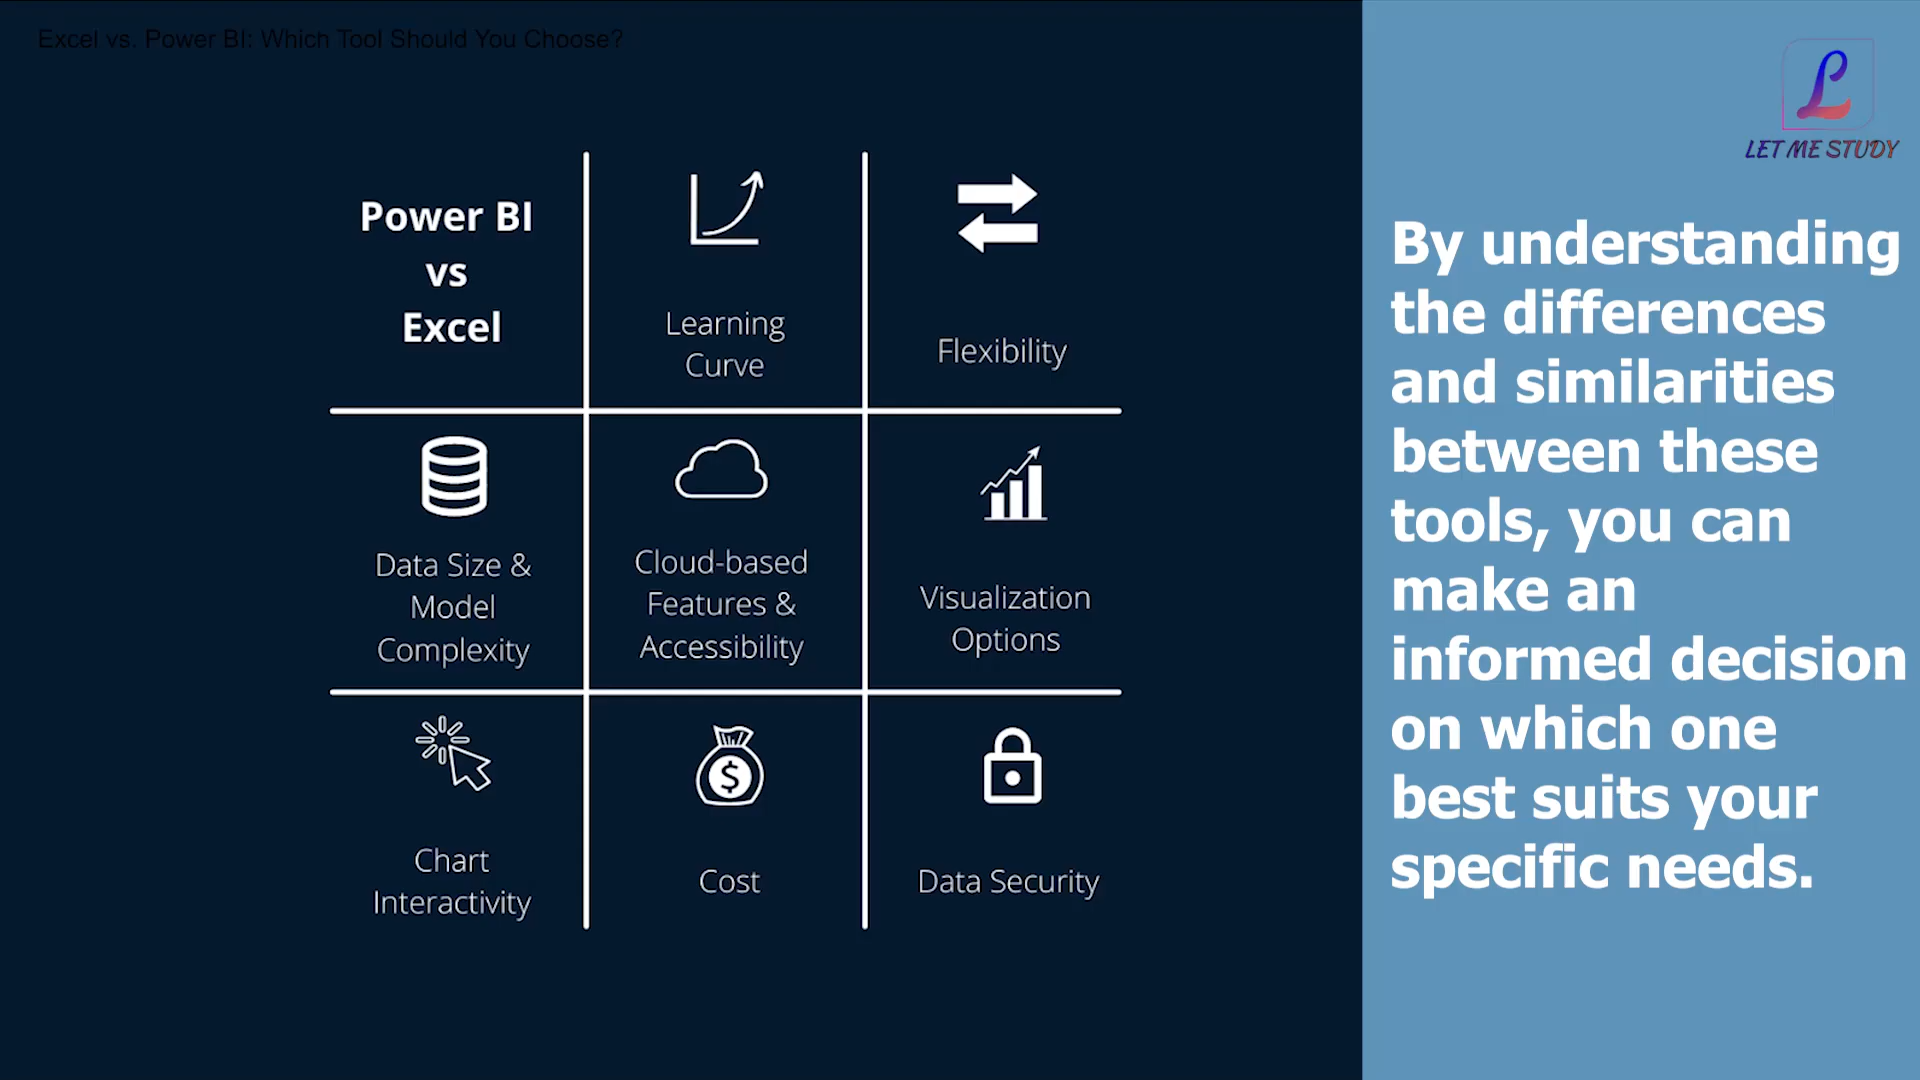 Excel vs. Power BI: Which Tool Should You Choose?
LET ME STUDY
Power BI
vs
Excel
Learning
Curve
Flexibility
Data Size &
Model
Complexity
Cloud-based
Features &
Accessibility
Visualization
Options
Chart
Interactivity
$
Cost
Data Security
By understanding
the differences
and similarities
between these
tools, you can
make an
informed decision
on which one
best suits your
specific needs.